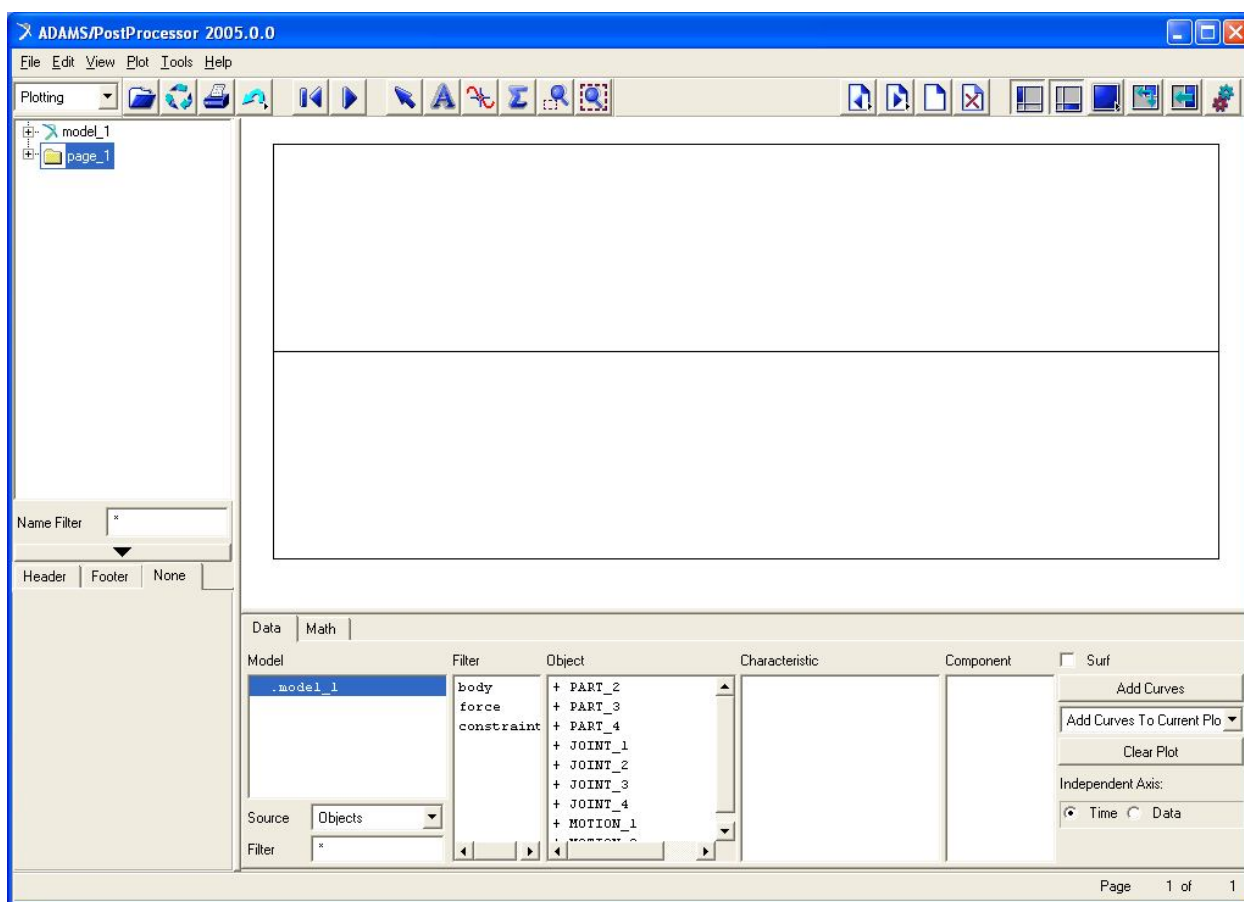 ADAMS/PostProcessor 2005.0.0
File Edit View Plot Tools Help
Plotting
model_1
page_1
Name Filter *
Header Footer None
Data Math
Model Filter Object Characteristic Component Surf
.model_1
body
force
constraint
+ PART_2
+ PART_3
+ PART_4
+ JOINT_1
+ JOINT_2
+ JOINT_3
+ JOINT_4
+ MOTION_1
Add Curves
Add Curves To Current Plo
Clear Plot
Independent Axis:
Time Data
Source Objects
Filter *
Page 1 of 1